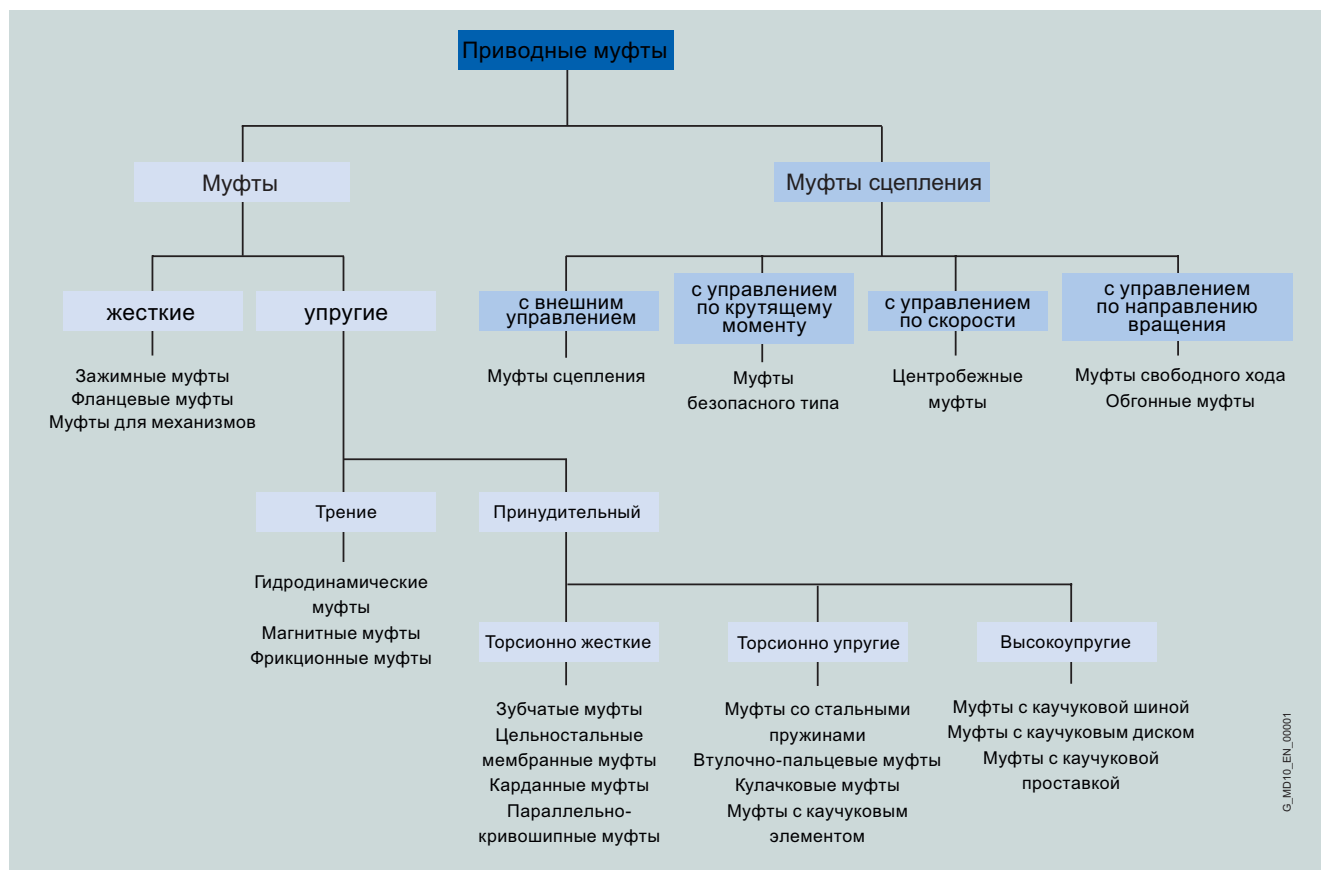 Приводные муфты
Муфты
Муфты сцепления
жесткие
упругие
с внешним
управлением
с управлением
по крутящему
моменту
с управлением
по скорости
с управлением
по направлению
вращения
Зажимные муфты
Фланцевые муфты
Муфты для механизмов
Муфты сцепления
Муфты
безопасного типа
Центробежные
муфты
Муфты свободного хода
Обгонные муфты
Трение
Принудительный
Гидродинамические
муфты
Магнитные муфты
Фрикционные муфты
Торсионно жесткие
Торсионно упругие
Высокоупругие
Зубчатые муфты
Цельностальные
мембранные муфты
Карданные муфты
Параллельно-
кривошипные муфты
Муфты со стальными
пружинами
Втулочно-пальцевые муфты
Кулачковые муфты
Муфты с каучуковым
элементом
Муфты с каучуковой шиной
Муфты с каучуковым диском
Муфты с каучуковой
проставкой
G_MD10_EN_00001